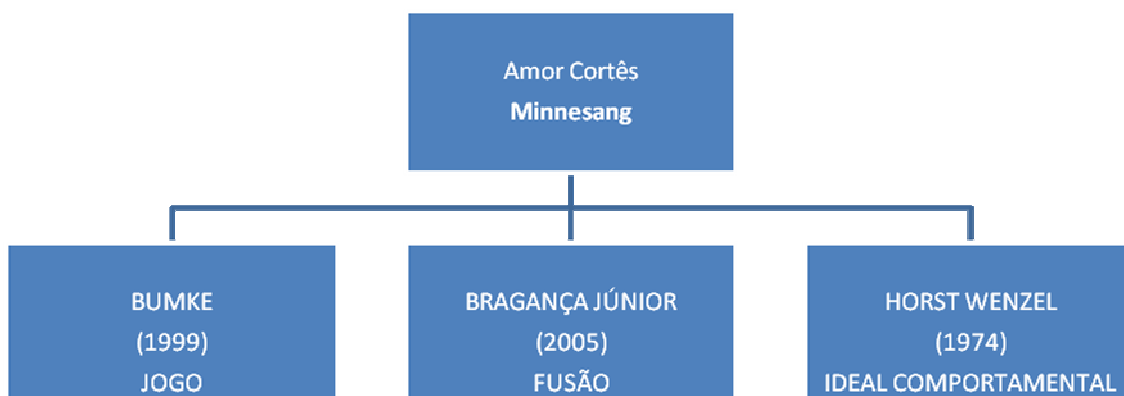 Amor Cortês
Minnesang
BUMKE
(1999)
JOGO
BRAGANÇA JÚNIOR
(2005)
FUSÃO
HORST WENZEL
(1974)
IDEAL COMPORTAMENTAL